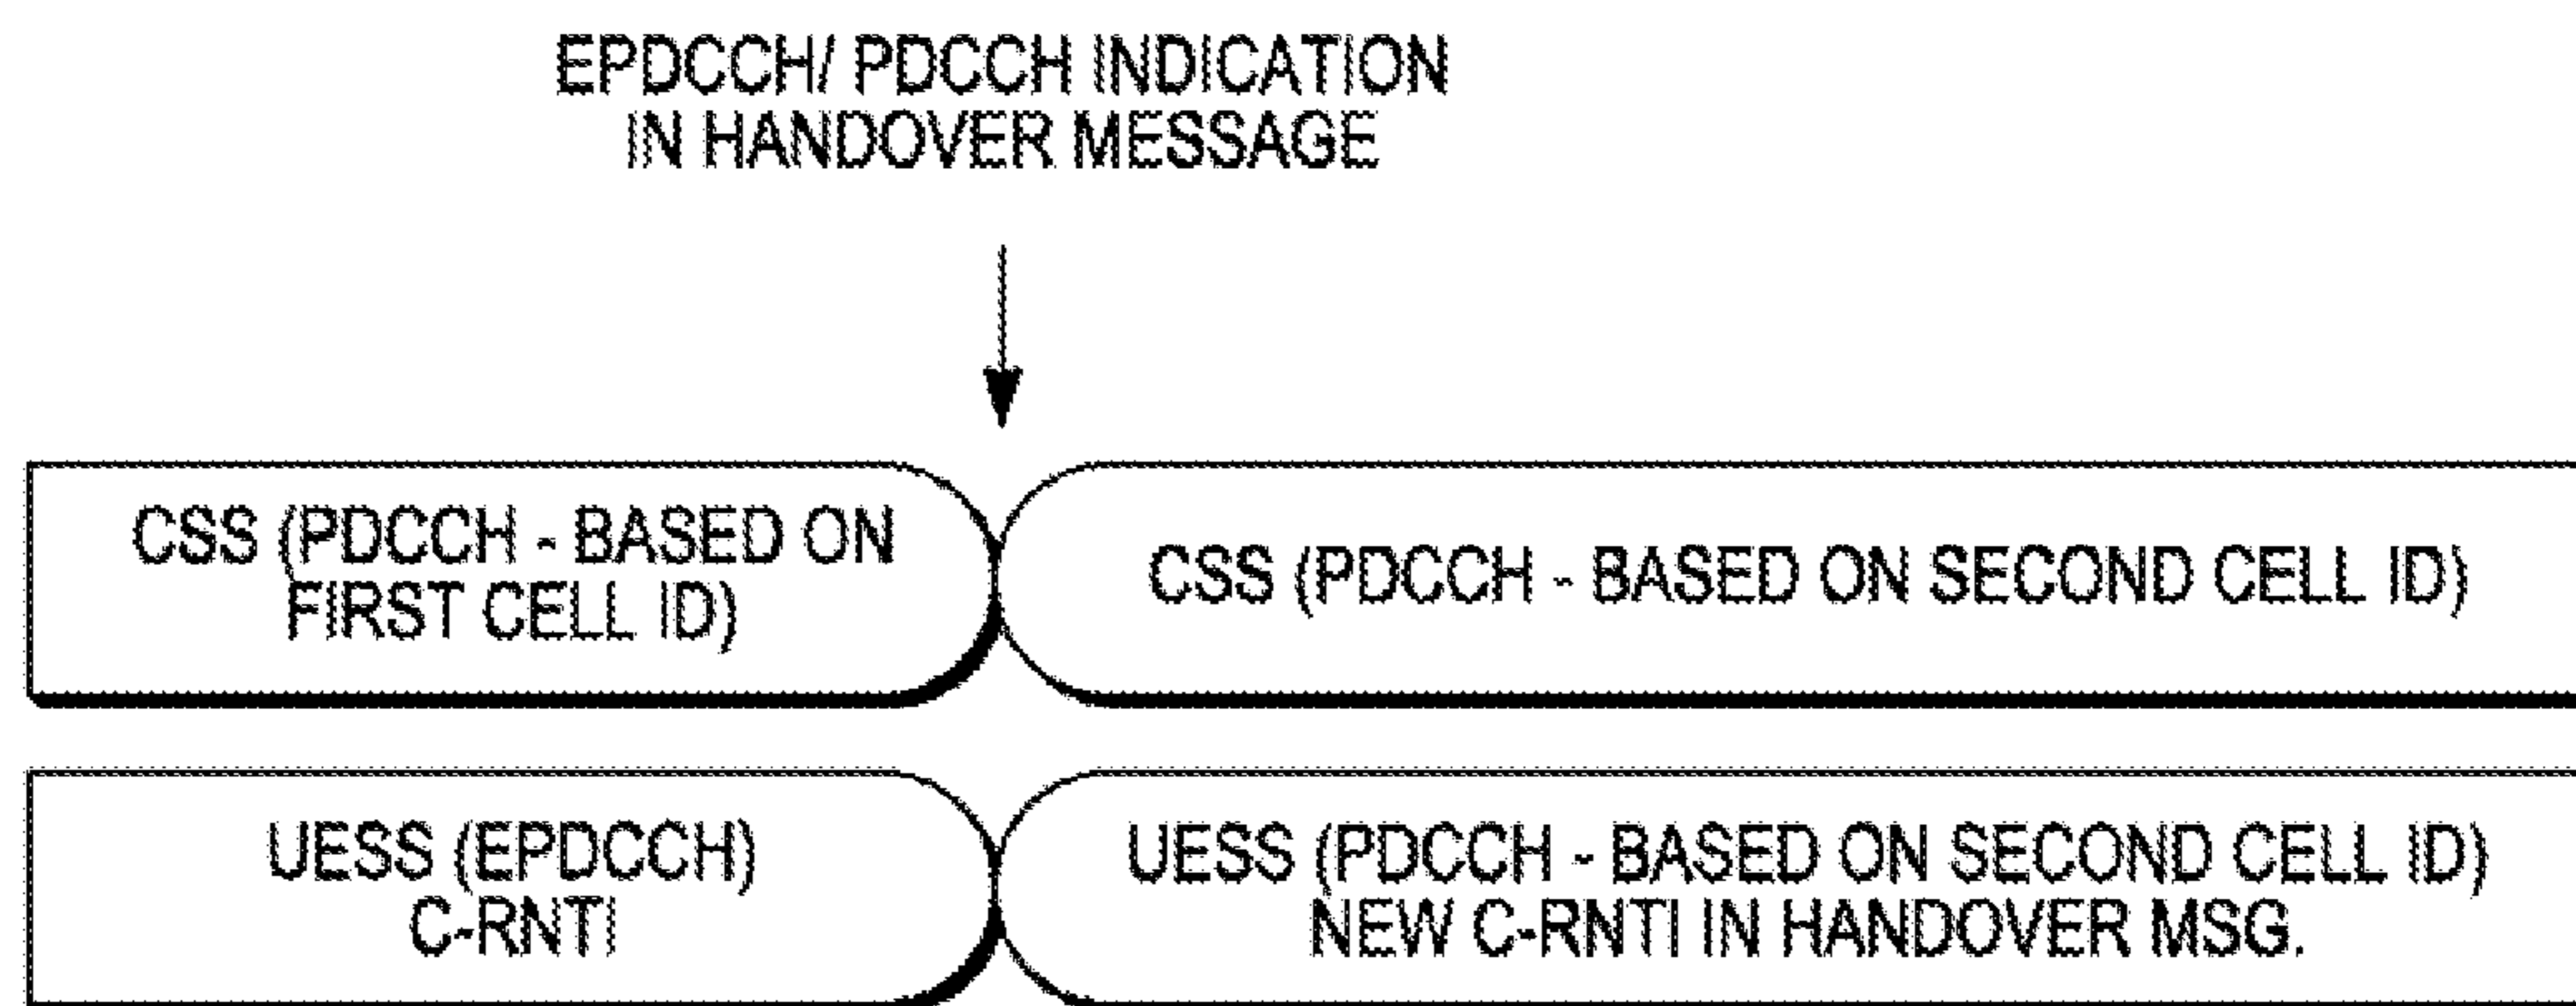 EPDCCH/ PDCCH INDICATION
IN HANDOVER MESSAGE
CSS (PDCCH - BASED ON
FIRST CELL ID)
CSS (PDCCH - BASED ON SECOND CELL ID)
UESS (EPDCCH)
C-RNTI
UESS (PDCCH - BASED ON SECOND CELL ID)
NEW C-RNTI IN HANDOVER MSG.